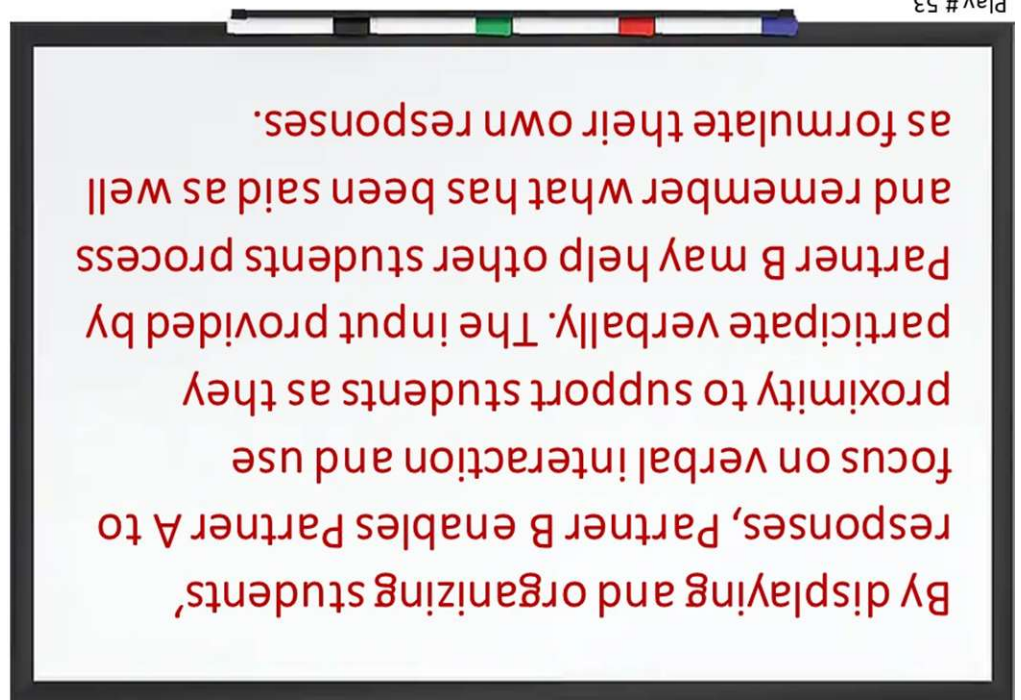 By displaying and organizing students’
responses, Partner B enables Partner A to
focus on verbal interaction and use
proximity to support students as they
participate verbally. The input provided by
Partner B may help other students process
and remember what has been said as well
as formulate their own responses.
Play # 53